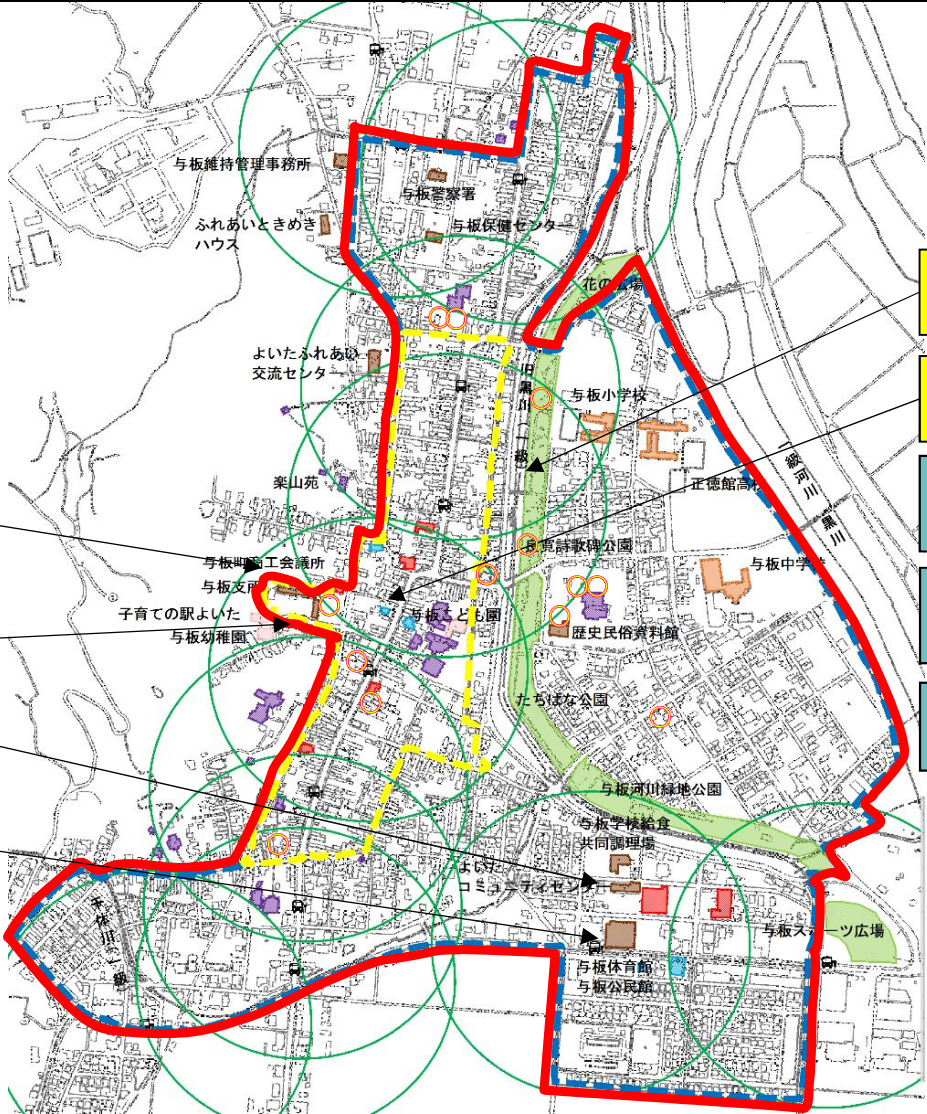 与板維持管理事務所
与板警察署
ふれあいときめき
ハウス
与板保健センター
花の広場
よいたふれあい
交流センター
旧黒川(一級
与板小学校
楽山苑
正徳館高校
一級河川 黒川
良寛詩歌碑公園
与板町商工会議所
与板中学校
与板支所
子育ての駅よいた
与板こども園
与板幼稚園
歴史民俗資料館
たちばな公園
与板河川緑地公園
与板学校給食
共同調理場
よいた
コミュニティセンター
与板スポーツ広場
与板体育館
与板公民館